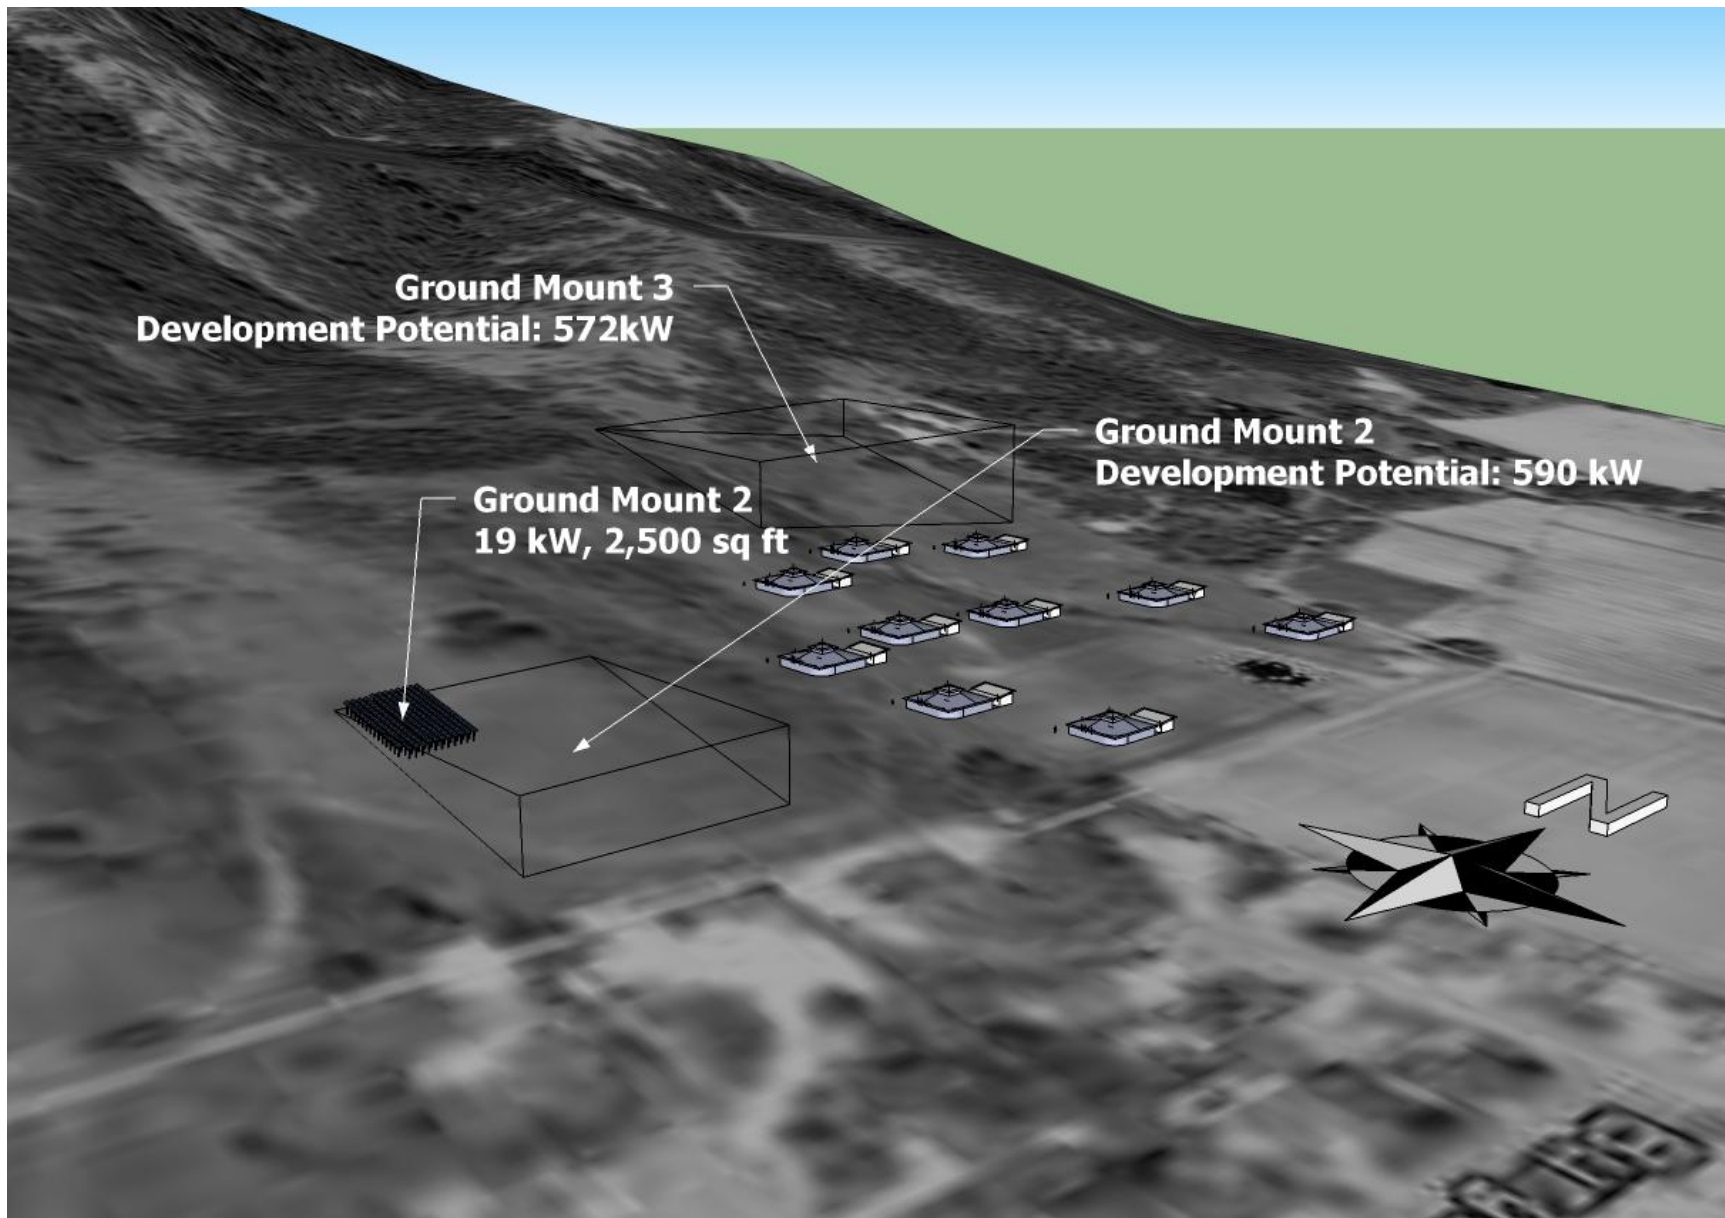 Ground Mount 3
Development Potential: 572kW
Ground Mount 2
Development Potential: 590 kW
Ground Mount 2
19 kW, 2,500 sq ft
N